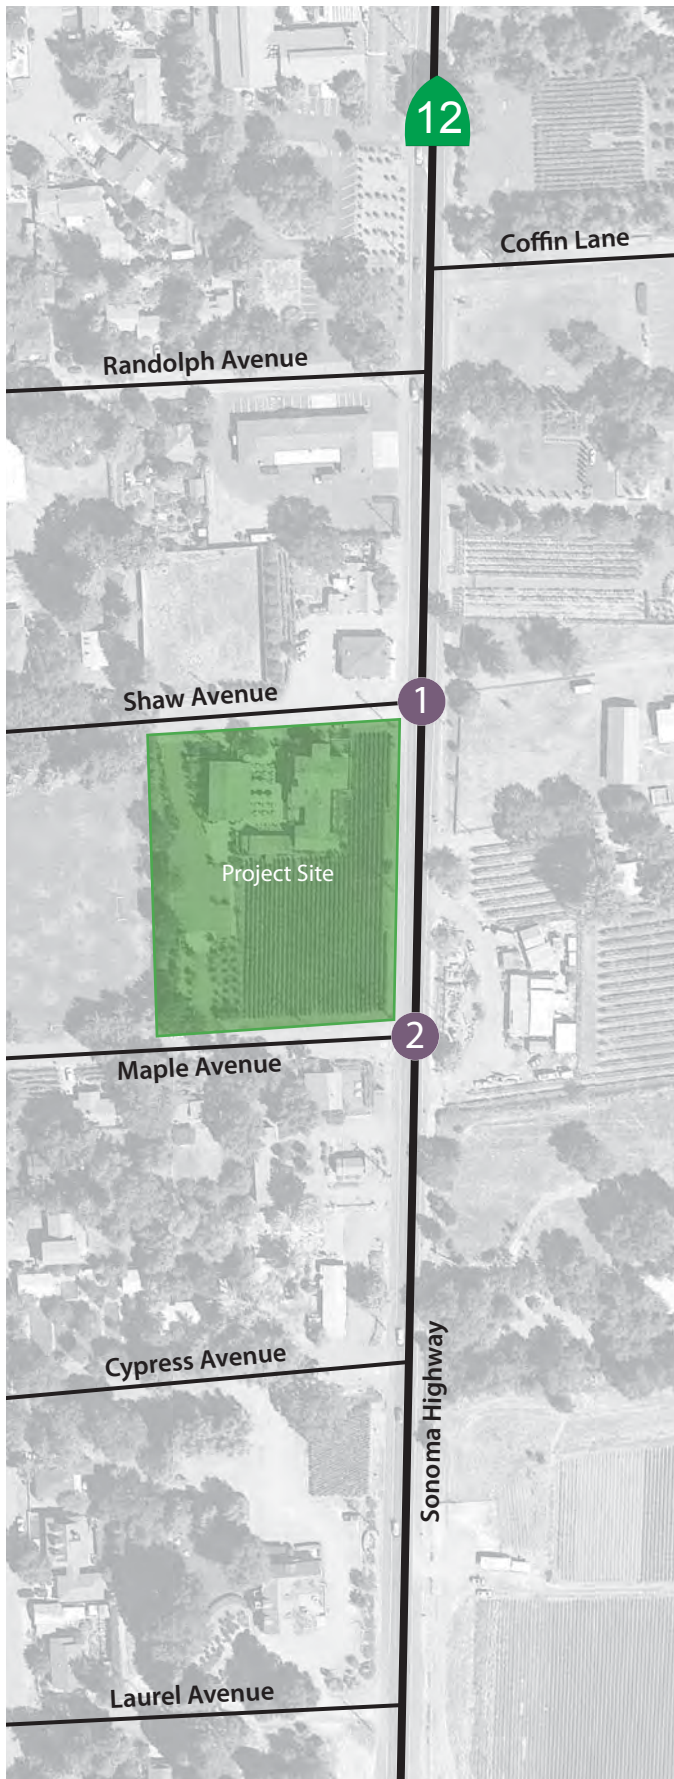 12
Coffin Lane
Randolph Avenue
Shaw Avenue
1
Project Site
2
Maple Avenue
Cypress Avenue
Sonoma Highway
Laurel Avenue